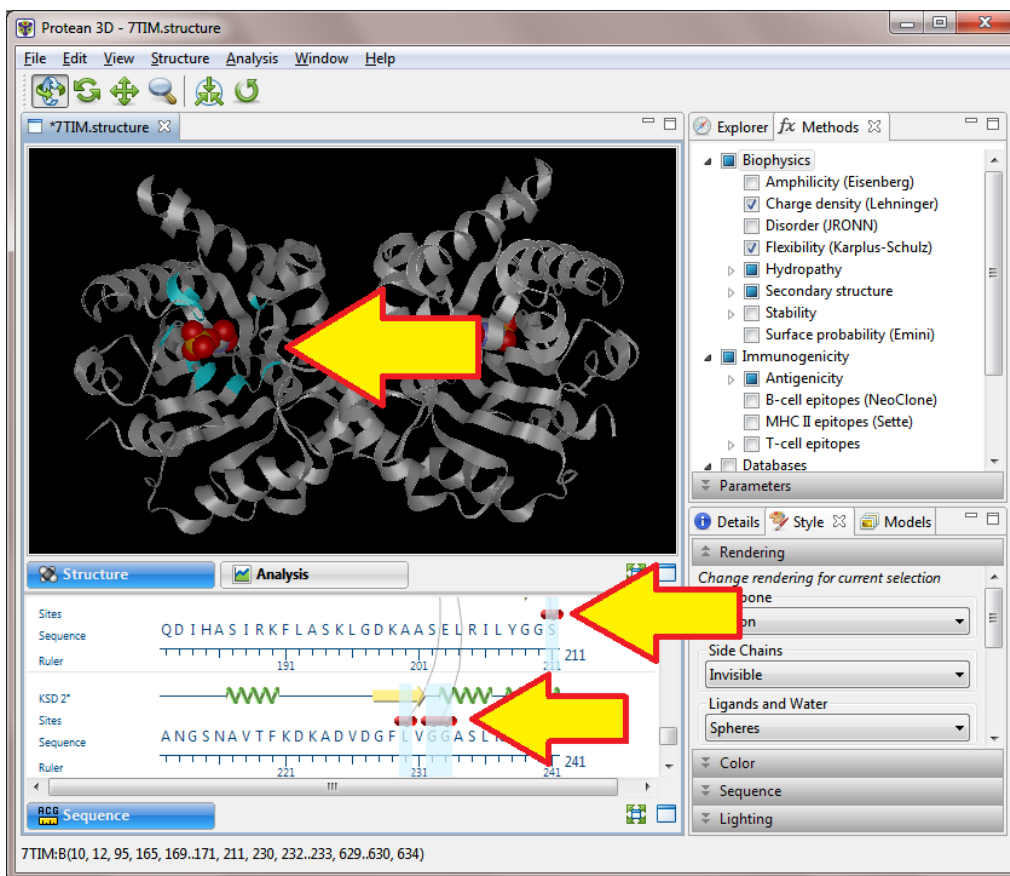 Protean 3D - 7TIM.structure
File Edit View Structure Analysis Window Help
*7TIM.structure
Explorer fx Methods
Biophysics
Amphilicity (Eisenberg)
Charge density (Lehninger)
Disorder (JRONN)
Flexibility (Karplus-Schulz)
Hydropathy
Secondary structure
Stability
Surface probability (Emini)
Immunogenicity
Antigenicity
B-cell epitopes (NeoClone)
MHC II epitopes (Sette)
T-cell epitopes
Databases
Parameters
Details Style Models
Rendering
Change rendering for current selection
Side Chains
Invisible
Ligands and Water
Spheres
Color
Sequence
Lighting
Structure Analysis
Sites
Sequence QDIHASIRKFLASKLGDKAASELRILYGGS
Ruler 191 201 211 211
KSD 2°
Sites
Sequence ANGSNAVTFKDKADVDGFLVGGASL
Ruler 221 231 241 241
ACG Sequence
7TIM:B(10, 12, 95, 165, 169..171, 211, 230, 232..233, 629..630, 634)